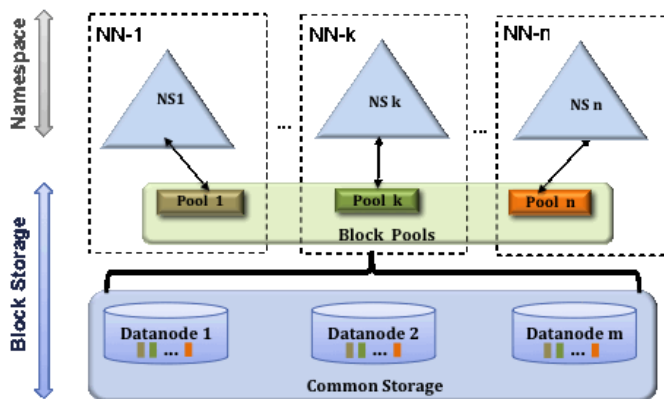 Namespace
NN-1
NN-k
NN-n
NS1
NS k
NS n
...
...
Block Storage
Pool 1
Pool k
Pool n
Block Pools
Datanode 1
Datanode 2
Datanode m
...
...
...
Common Storage